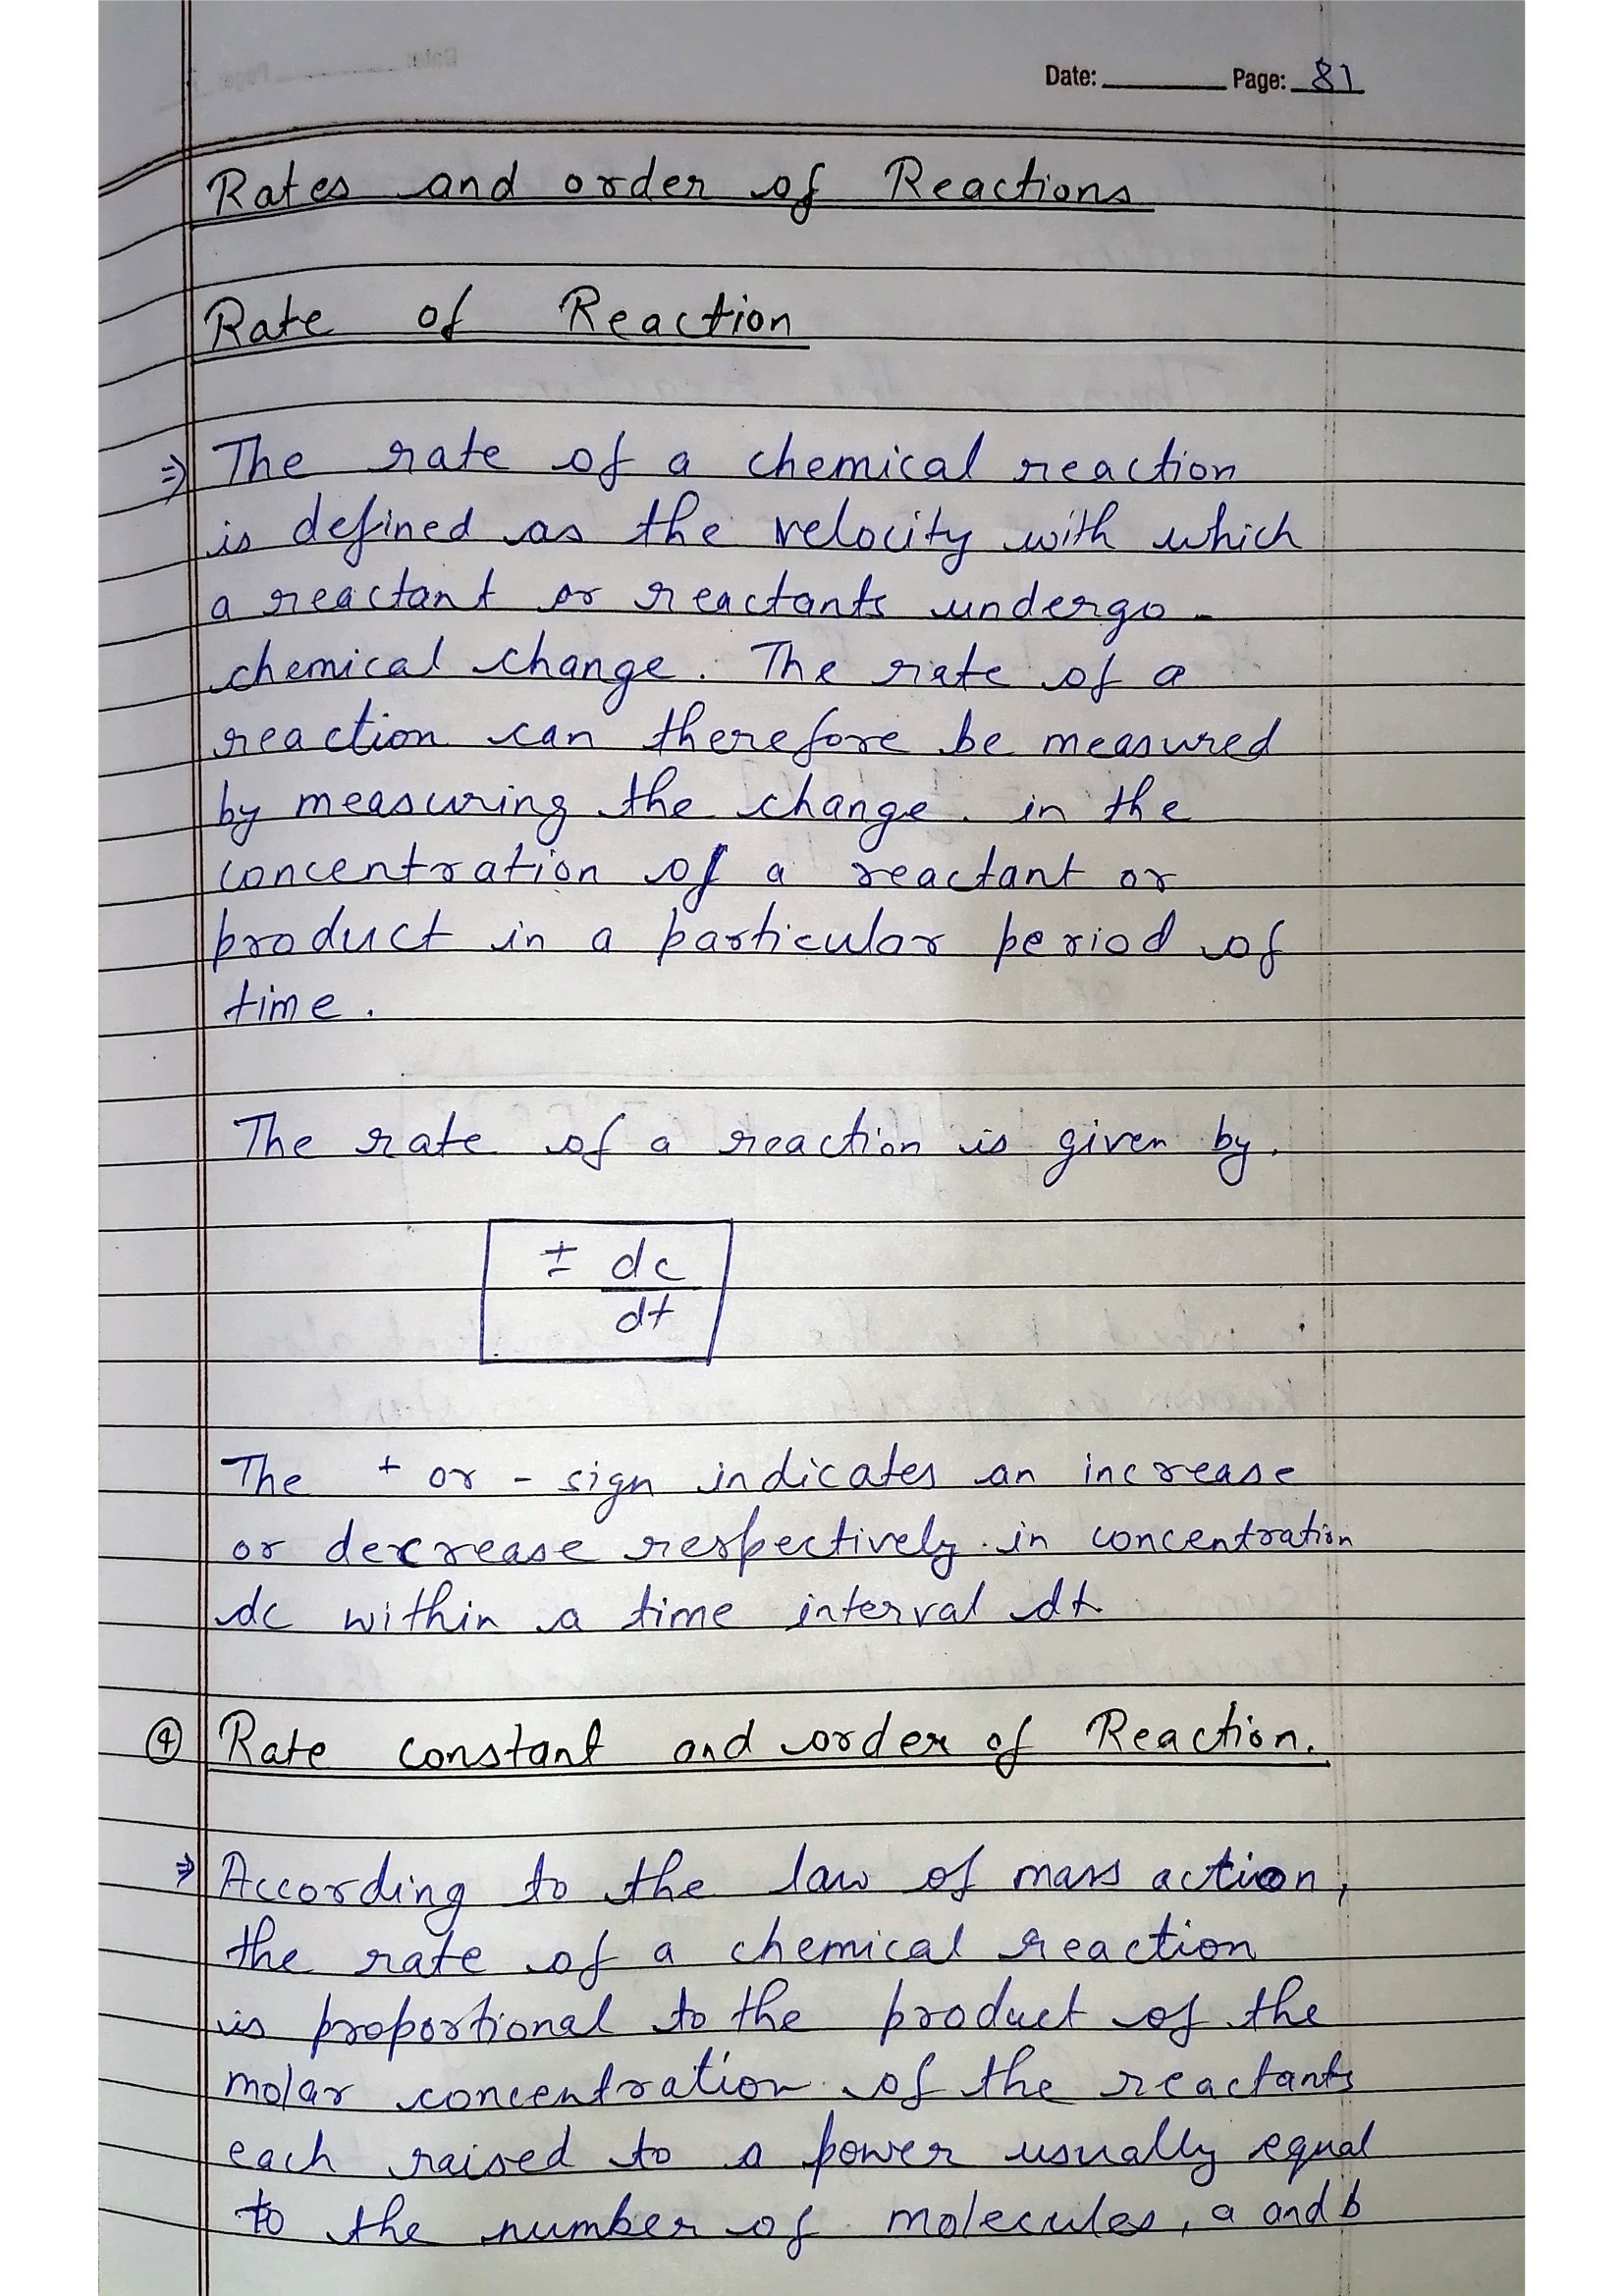 Date: Page: 81
Rates and order of Reactions
Rate of Reaction
⇒ The rate of a chemical reaction
is defined as the velocity with which
a reactant or reactants undergo
chemical change. The rate of a
reaction can therefore be measured
by measuring the change in the
concentration of a reactant or
product in a particular period of
time.
The rate of a reaction is given by.
± dc
dt
The + or - sign indicates an increase
or decrease respectively in concentration
dc within a time interval dt
④ Rate constant and order of Reaction.
⇒ According to the law of mass action,
the rate of a chemical reaction
is proportional to the product of the
molar concentration of the reactants
each raised to a power usually equal
to the number of molecules, a and b